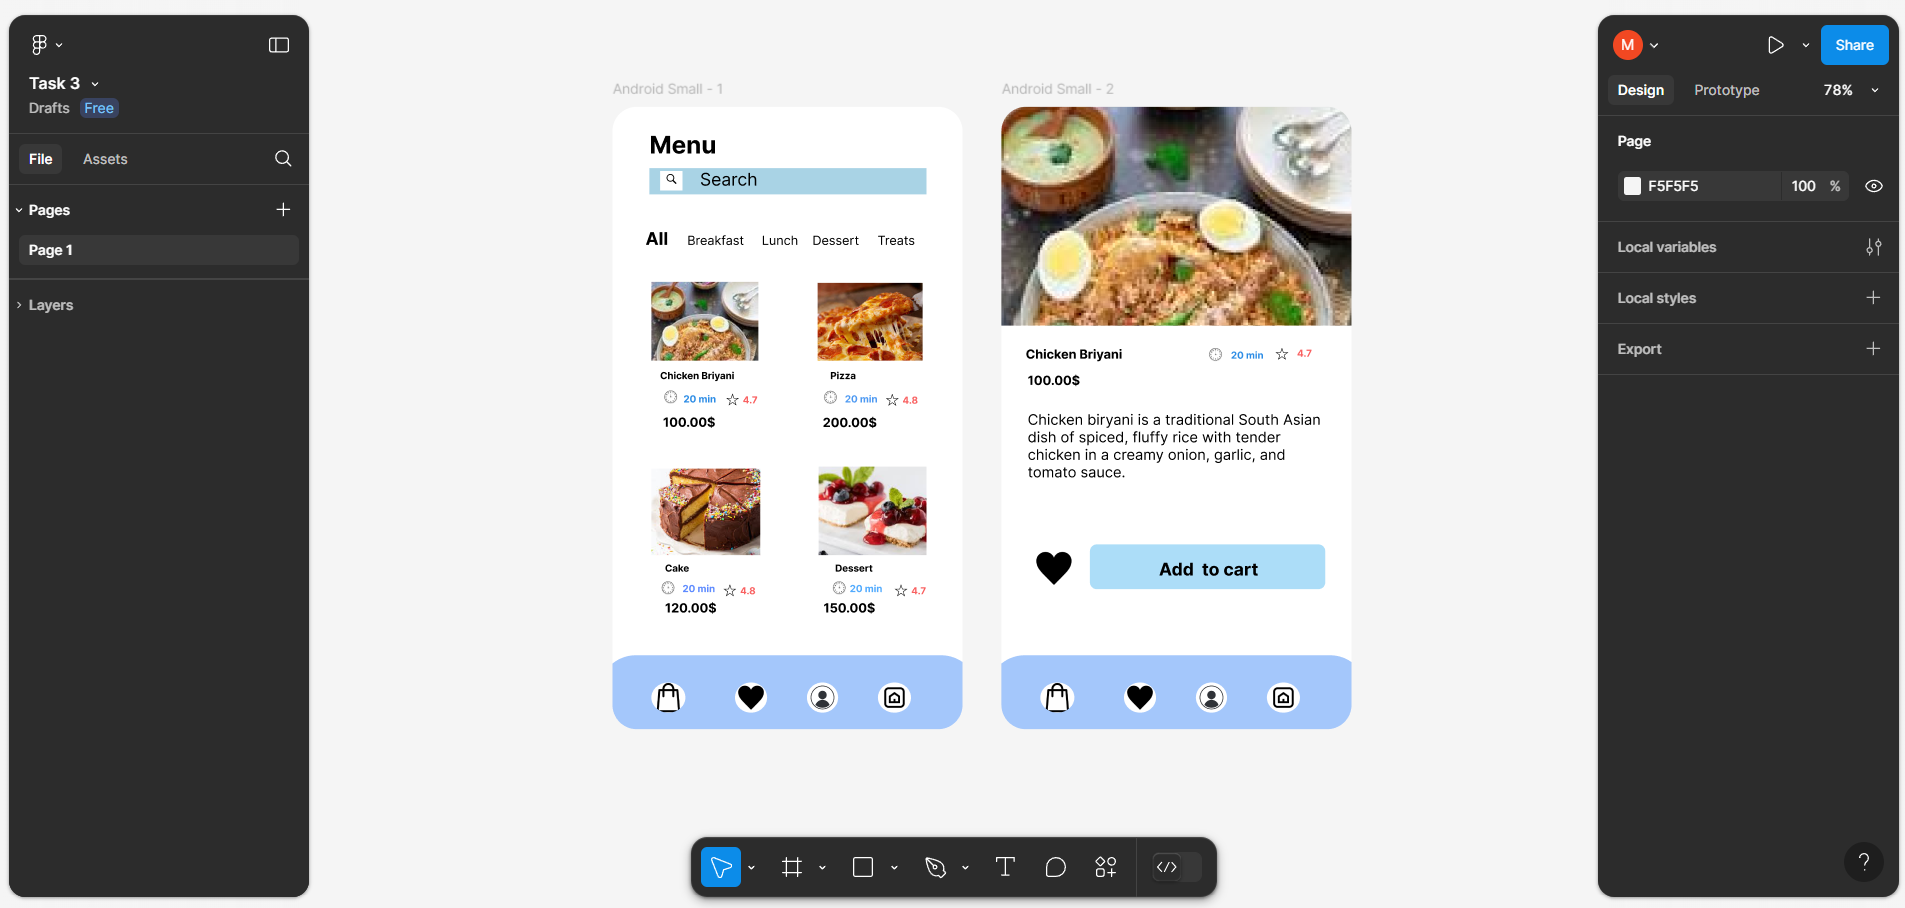 Task 3
Drafts Free
File Assets
Pages
Page 1
Layers
Android Small - 1
Menu
Search
All Breakfast Lunch Dessert Treats
Chicken Briyani
20 min 4.7
100.00$
Pizza
20 min 4.8
200.00$
Cake
20 min 4.8
120.00$
Dessert
20 min 4.7
150.00$
Android Small - 2
Chicken Briyani 20 min 4.7
100.00$
Chicken biryani is a traditional South Asian
dish of spiced, fluffy rice with tender
chicken in a creamy onion, garlic, and
tomato sauce.
Add to cart
M Share
Design Prototype 78%
Page
F5F5F5 100 %
Local variables
Local styles
Export
?